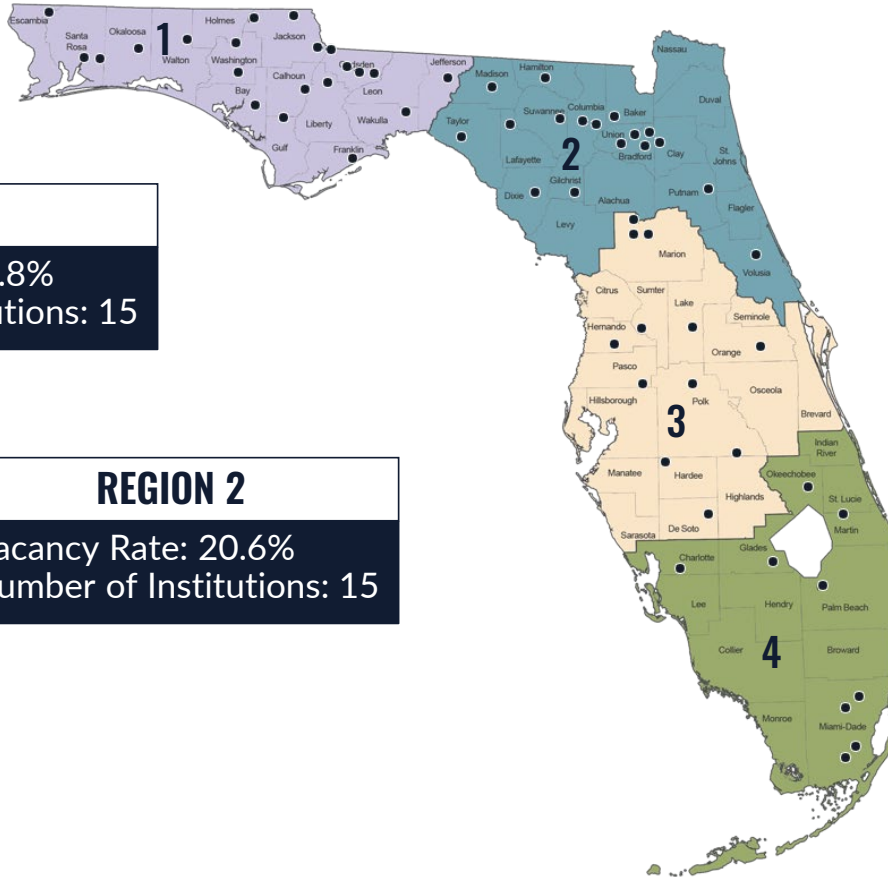 Escambia
Santa
Rosa
Okaloosa
1
Walton
Holmes
Washington
Jackson
Bay
Calhoun
Gulf
Liberty
Gadsden
Leon
Wakulla
Franklin
Jefferson
Madison
Hamilton
Taylor
Suwannee
Columbia
Baker
Nassau
Duval
Union
Bradford
Clay
St.
Johns
2
Lafayette
Dixie
Gilchrist
Alachua
Putnam
Flagler
Levy
Volusia
Marion
Citrus
Sumter
Lake
Seminole
Hernando
Orange
Pasco
Hillsborough
Polk
Osceola
Brevard
3
Manatee
Hardee
Highlands
Sarasota
De Soto
Indian
River
Okeechobee
St. Lucie
Martin
Charlotte
Glades
Lee
Hendry
Palm Beach
Collier
4
Broward
Monroe
Miami-Dade
.8%
utions: 15
REGION 2
acancy Rate: 20.6%
umber of Institutions: 15